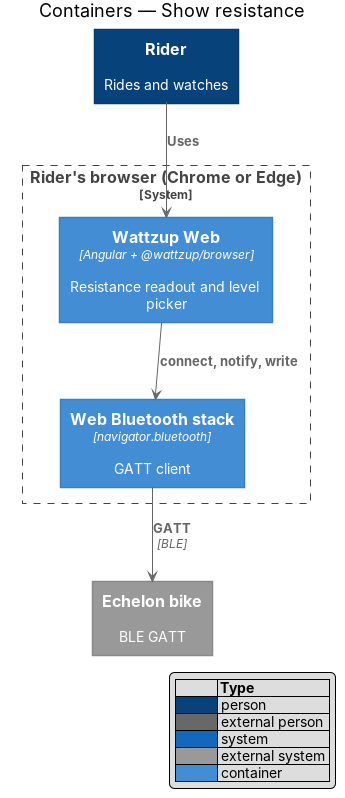 Containers — Show resistance
Rider
Rides and watches
Uses
Rider's browser (Chrome or Edge)
[System]
Wattzup Web
[Angular + @wattzup/browser]
Resistance readout and level
picker
connect, notify, write
Web Bluetooth stack
[navigator.bluetooth]
GATT client
GATT
[BLE]
Echelon bike
BLE GATT
Type
person
external person
system
external system
container